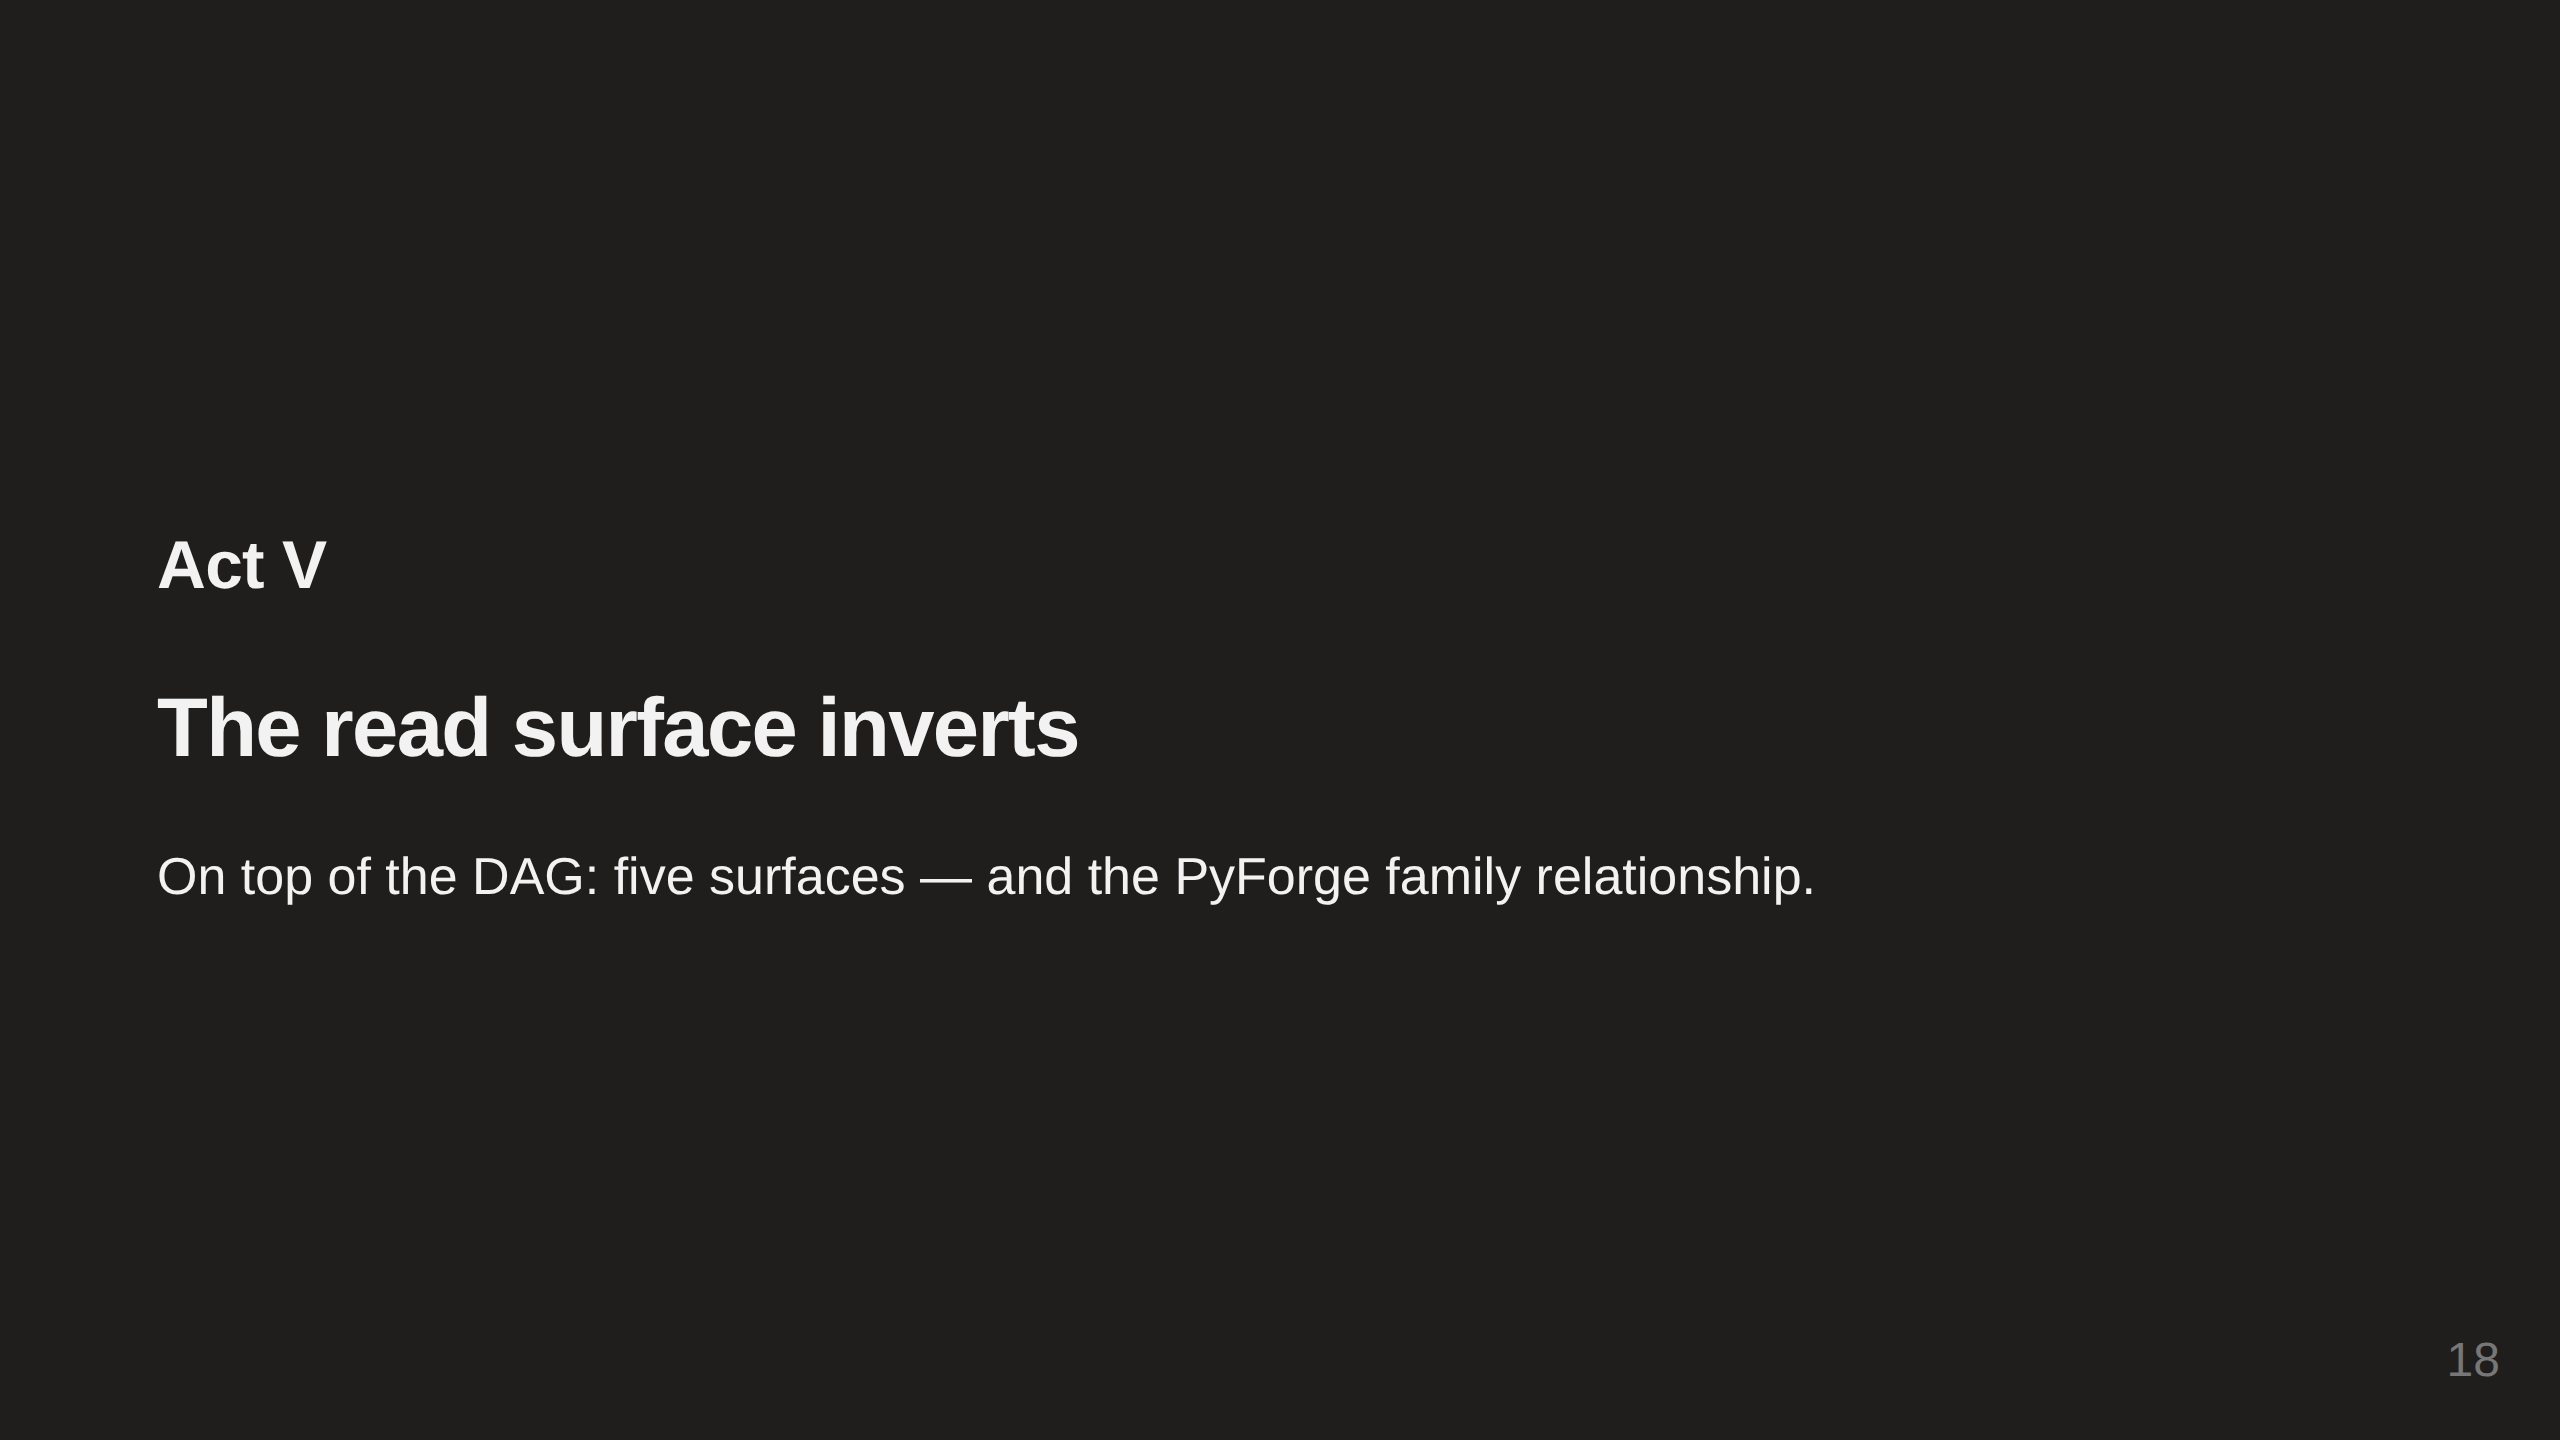 Act V
The read surface inverts
On top of the DAG: five surfaces — and the PyForge family relationship.
18